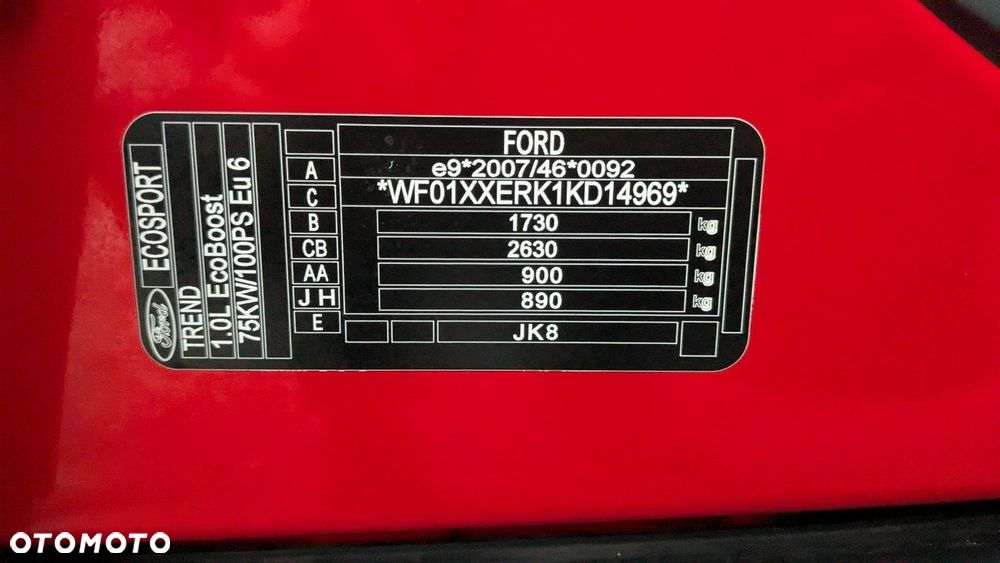 ECOSPORT
Ford
TREND
1.0L EcoBoost
75KW/100PS Eu 6
FORD
A e9*2007/46*0092
C *WF01XXERK1KD14969*
B 1730 kg
CB 2630 kg
AA 900 kg
J H 890 kg
E JK8
OTOMOTO